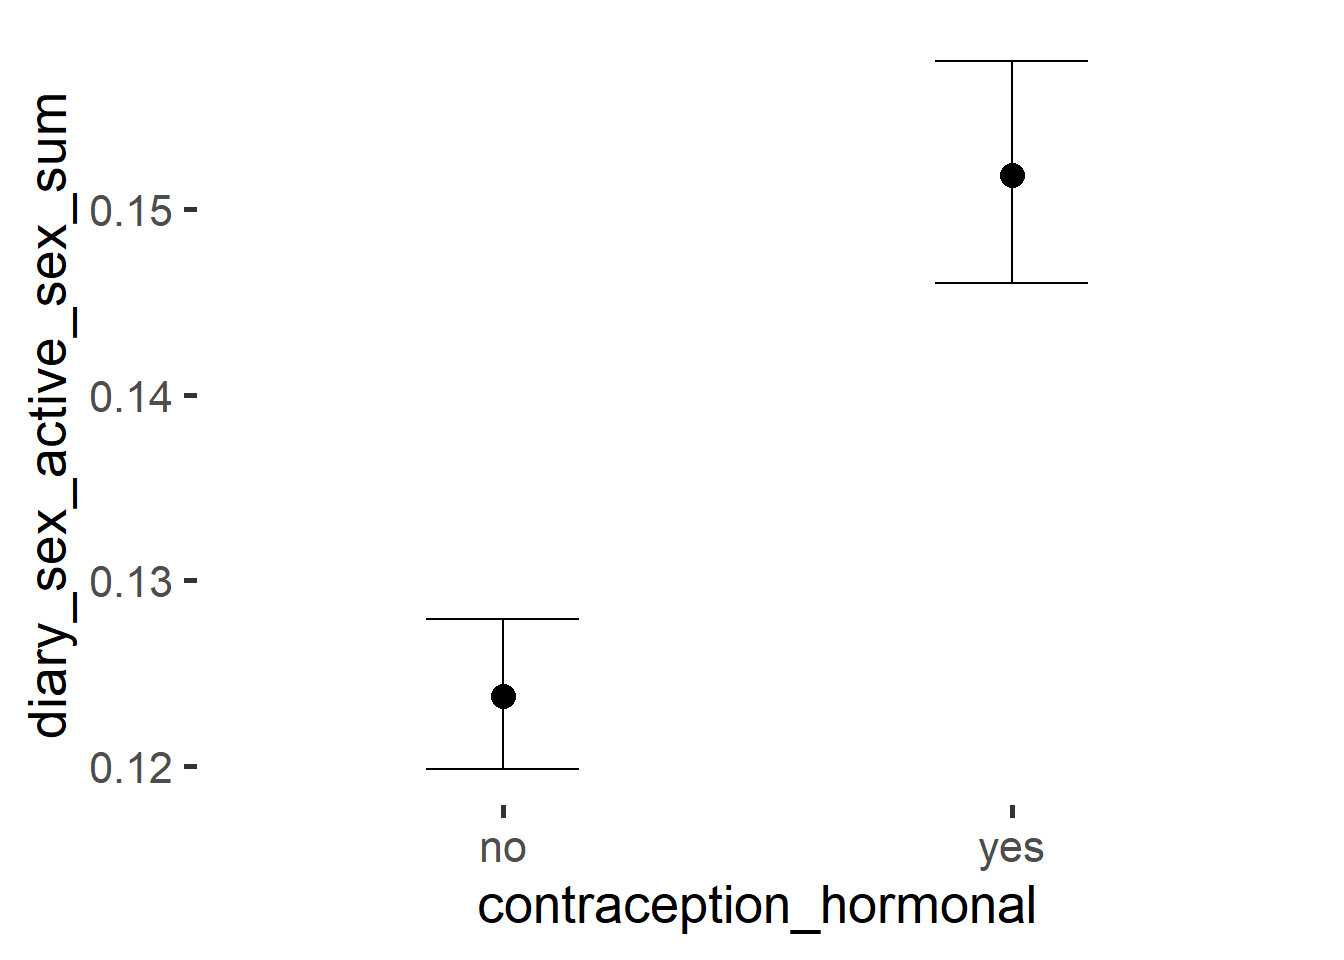 diary_sex_active_sex_sum
0.15
0.14
0.13
0.12
no yes
contraception_hormonal